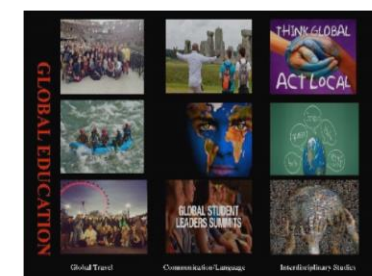 GLOBAL EDUCATION
THINK GLOBAL
ACT LOCAL
GLOBAL STUDENT
LEADERS SUMMITS
Global Travel
Communication/Language
Interdisciplinary Studies